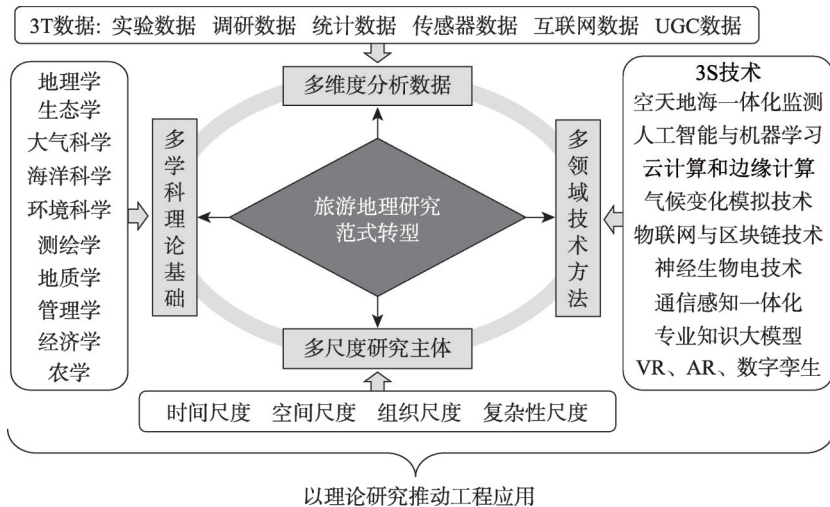 3T数据: 实验数据 调研数据 统计数据 传感器数据 互联网数据 UGC数据
多维度分析数据
地理学
生态学
大气科学
海洋科学
环境科学
测绘学
地质学
管理学
经济学
农学
多学科理论基础
旅游地理研究
范式转型
多领域技术方法
3S技术
空天地海一体化监测
人工智能与机器学习
云计算和边缘计算
气候变化模拟技术
物联网与区块链技术
神经生物电技术
通信感知一体化
专业知识大模型
VR、AR、数字孪生
多尺度研究主体
时间尺度 空间尺度 组织尺度 复杂性尺度
以理论研究推动工程应用